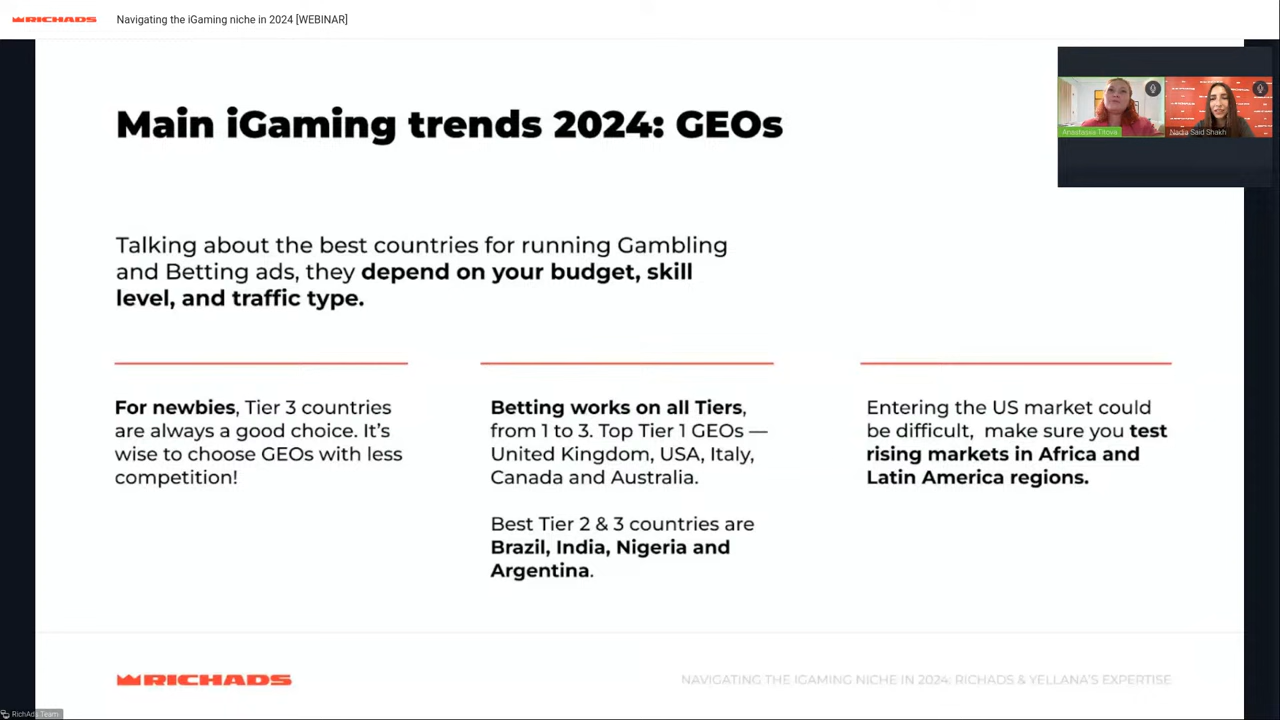 RICHADS
Navigating the iGaming niche in 2024 [WEBINAR]
Main iGaming trends 2024: GEOs
Anastasiia Titova
Nadia Said Shakh
Talking about the best countries for running Gambling
and Betting ads, they depend on your budget, skill
level, and traffic type.
For newbies, Tier 3 countries
are always a good choice. It's
wise to choose GEOs with less
competition!
Betting works on all Tiers,
from 1 to 3. Top Tier 1 GEOs —
United Kingdom, USA, Italy,
Canada and Australia.
Best Tier 2 & 3 countries are
Brazil, India, Nigeria and
Argentina.
Entering the US market could
be difficult,  make sure you test
rising markets in Africa and
Latin America regions.
RICHADS
NAVIGATING THE IGAMING NICHE IN 2024: RICHADS & YELLANA'S EXPERTISE
RichAds Team